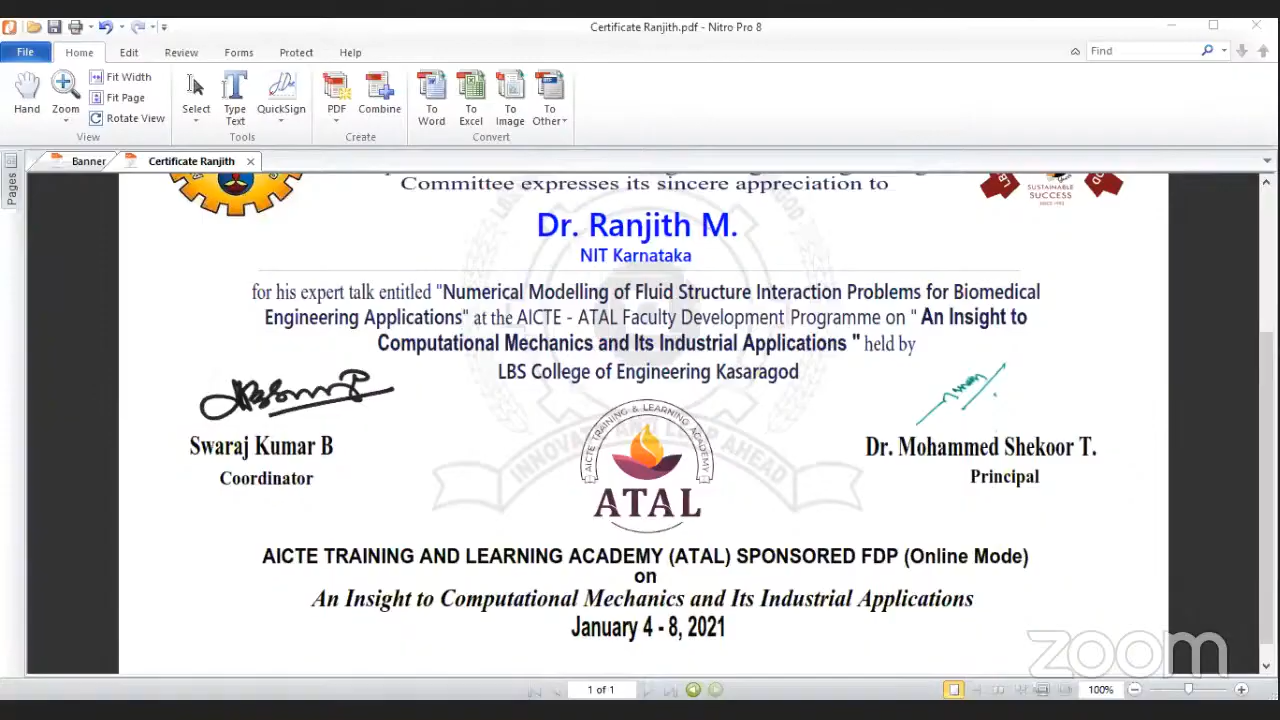 Certificate Ranjith.pdf - Nitro Pro 8
File Home Edit Review Forms Protect Help
Find
Hand
Zoom
Fit Width
Fit Page
Rotate View
View
Select
Type Text
QuickSign
Tools
PDF
Combine
Create
To Word
To Excel
To Image
To Other
Convert
Pages
Banner
Certificate Ranjith
Committee expresses its sincere appreciation to
SUSTAINABLE
SUCCESS
Dr. Ranjith M.
NIT Karnataka
for his expert talk entitled "Numerical Modelling of Fluid Structure Interaction Problems for Biomedical
Engineering Applications" at the AICTE - ATAL Faculty Development Programme on " An Insight to
Computational Mechanics and Its Industrial Applications " held by
LBS College of Engineering Kasaragod
Swaraj Kumar B
Coordinator
AICTE TRAINING & LEARNING ACADEMY
ATAL
Dr. Mohammed Shekoor T.
Principal
AICTE TRAINING AND LEARNING ACADEMY (ATAL) SPONSORED FDP (Online Mode)
on
An Insight to Computational Mechanics and Its Industrial Applications
January 4 - 8, 2021
zoom
1 of 1
100%